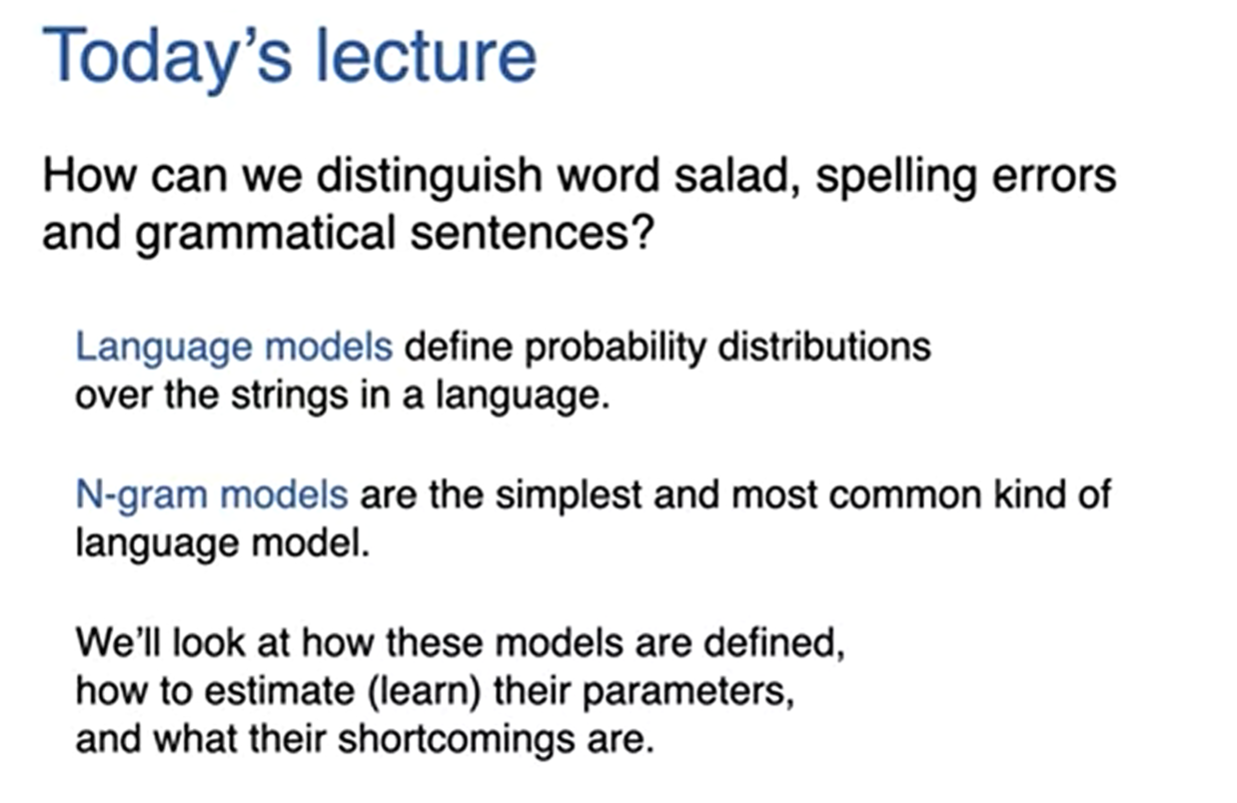 Today’s lecture
How can we distinguish word salad, spelling errors
and grammatical sentences?
Language models define probability distributions
over the strings in a language.
N-gram models are the simplest and most common kind of
language model.
We’ll look at how these models are defined,
how to estimate (learn) their parameters,
and what their shortcomings are.